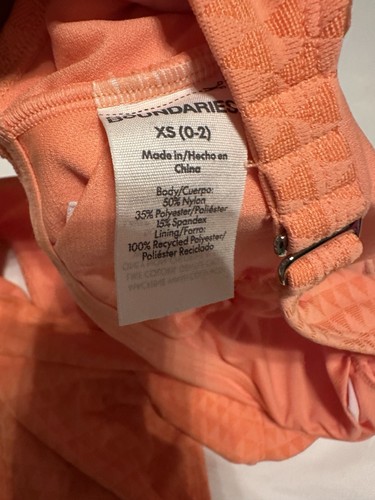 BOUNDARIES
XS (0-2)
Made in/Hecho en
China
Body/Cuerpo:
50% Nylon
35% Polyester/Poliéster
15% Spandex
Lining/Forro:
100% Recycled Polyester/
Poliéster Reciclado